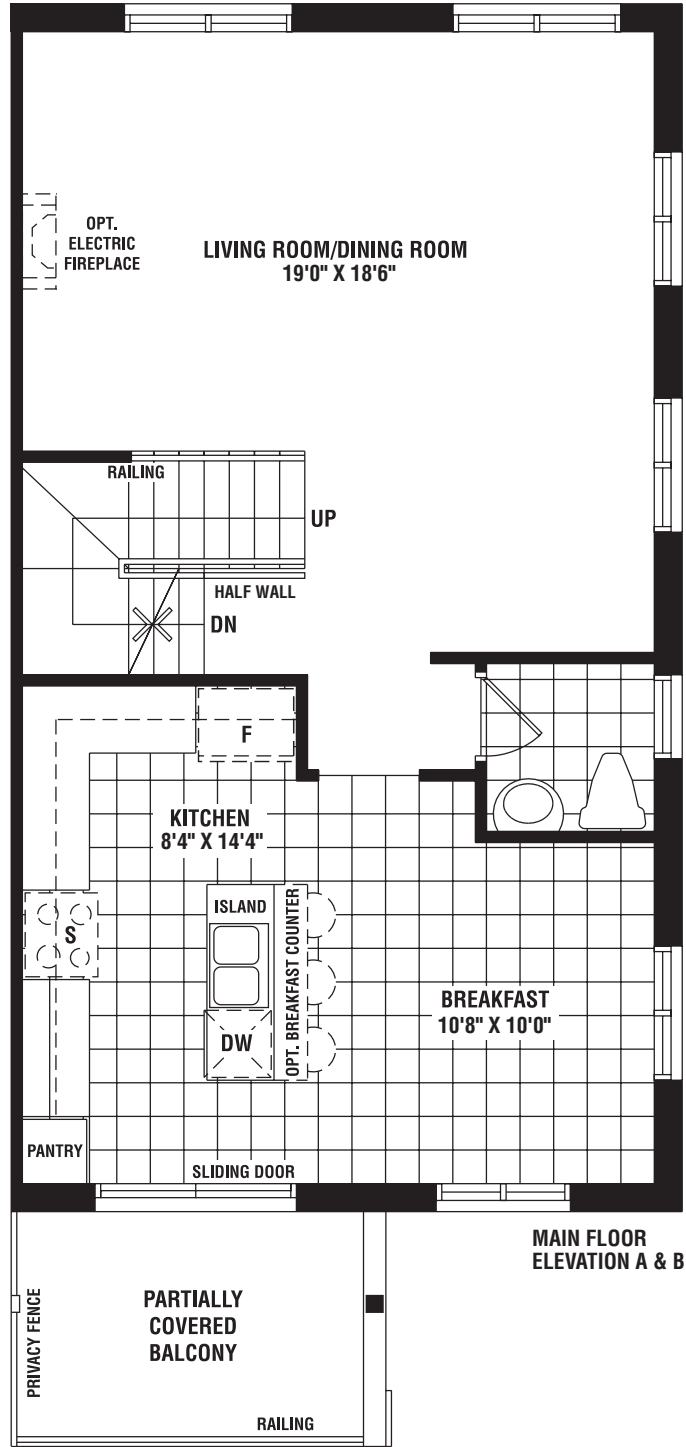 OPT.
ELECTRIC
FIREPLACE
LIVING ROOM/DINING ROOM
19'0" X 18'6"
RAILING
UP
HALF WALL
DN
F
KITCHEN
8'4" X 14'4"
ISLAND
S
OPT. BREAKFAST COUNTER
DW
BREAKFAST
10'8" X 10'0"
PANTRY
SLIDING DOOR
MAIN FLOOR
ELEVATION A & B
PRIVACY FENCE
PARTIALLY
COVERED
BALCONY
RAILING